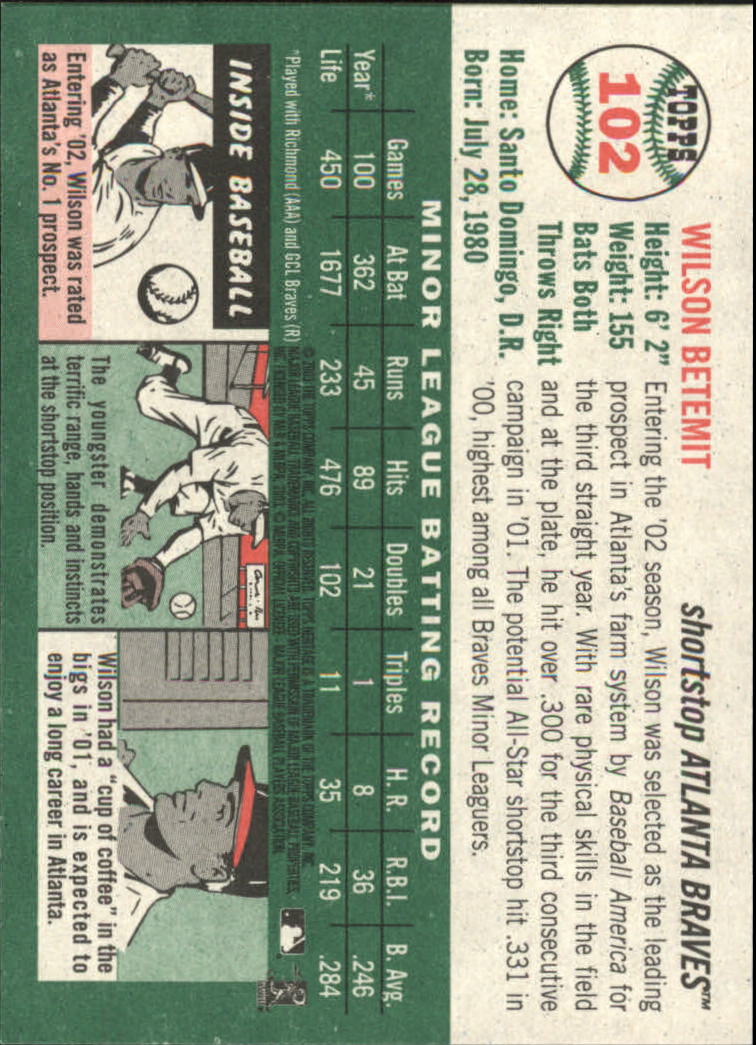 TOPPS
102
WILSON BETEMIT
shortstop ATLANTA BRAVES™
Height: 6' 2"
Weight: 155
Bats Both
Throws Right
Home: Santo Domingo, D.R.
Born: July 28, 1980
Entering the '02 season, Wilson was selected as the leading
prospect in Atlanta's farm system by Baseball America for
the third straight year. With rare physical skills in the field
and at the plate, he hit over .300 for the third consecutive
campaign in '01. The potential All-Star shortstop hit .331 in
'00, highest among all Braves Minor Leaguers.
MINOR LEAGUE BATTING RECORD
Year* Games At Bat Runs Hits Doubles Triples H. R. R.B.I. B. Avg.
100 362 45 89 21 1 8 36 .246
Life 450 1677 233 476 102 11 35 219 .284
*Played with Richmond (AAA) and GCL Braves (R)
INSIDE BASEBALL
Entering '02, Wilson was rated
as Atlanta's No. 1 prospect.
The youngster demonstrates
terrific range, hands and instincts
at the shortstop position.
Wilson had a "cup of coffee" in the
bigs in '01, and is expected to
enjoy a long career in Atlanta.